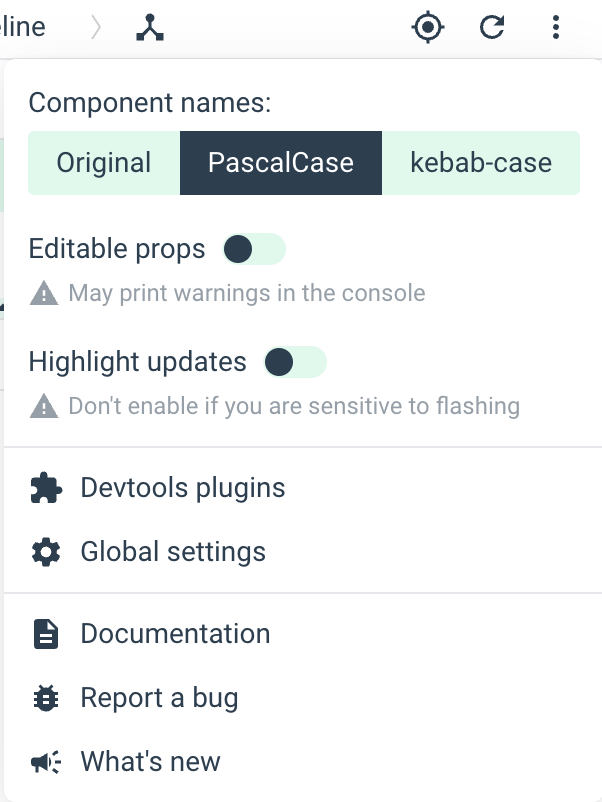 eline
Component names:
Original PascalCase kebab-case
Editable props
May print warnings in the console
Highlight updates
Don't enable if you are sensitive to flashing
Devtools plugins
Global settings
Documentation
Report a bug
What's new